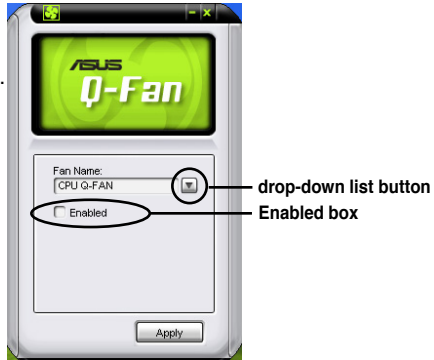 ASUS
Q-Fan
Fan Name:
CPU Q-FAN
drop-down list button
Enabled
Enabled box
Apply
.